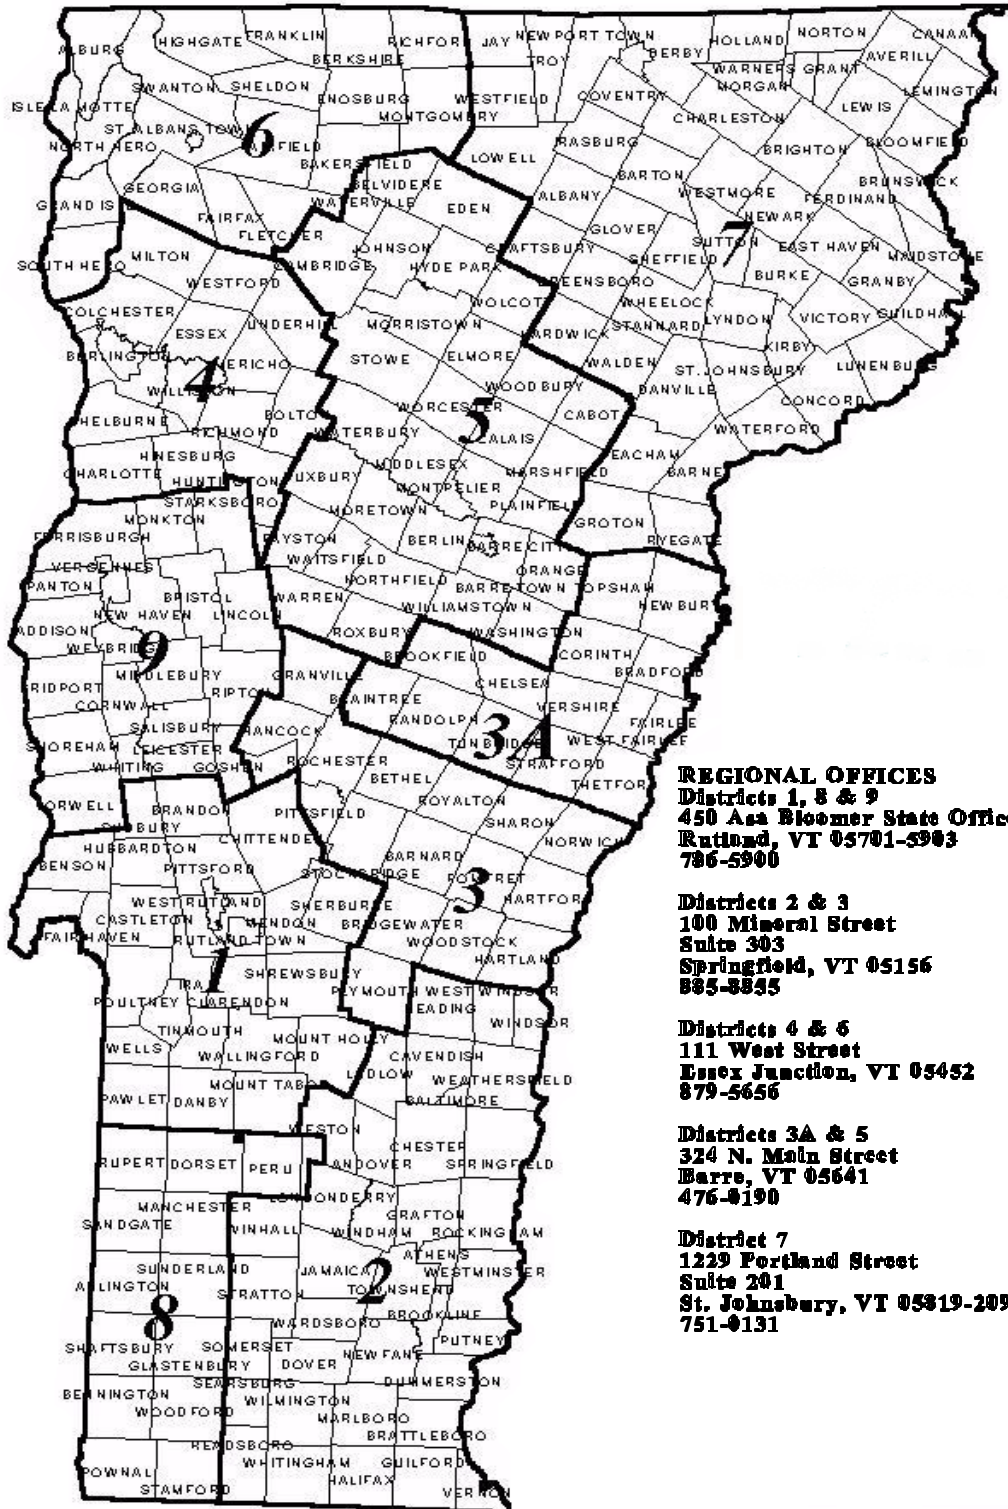 ALBURG
HIGHGATE
FRANKLIN
BERKSHIRE
RICHFOR
JAY
NEWPORT TOWN
TROY
DERBY
HOLLAND
NORTON
CANAAN
WARNERS GRANT
AVERILL
MORGAN
LEMINGTON
LEWIS
ISLE LA MOTTE
SWANTON
SHELDON
ENOSBURG
WESTFIELD
COVENTRY
MONTGOMERY
CHARLESTON
ST. ALBANS TOWN
NORTH HERO
6
FAIRFIELD
BAKERSFIELD
LOWELL
IRASBURG
BRIGHTON
BLOOMFIELD
BELVIDERE
BARTON
BRUNSWICK
GEORGIA
WATERVILLE
EDEN
ALBANY
WESTMORE
FERDINAND
GRAND ISLE
FAIRFAX
NEWARK
FLETCHER
GLOVER
7
SUTTON
EAST HAVEN
MAIDSTONE
JOHNSON
CRAFTSBURY
SHEFFIELD
SOUTH HERO
MILTON
CAMBRIDGE
HYDE PARK
BURKE
GRANBY
WESTFORD
GREENSBORO
WOLCOTT
WHEELOCK
COLCHESTER
UNDERHILL
MORRISTOWN
HARDWICK
STANNARD
LYNDON
VICTORY
GUILDHALL
ESSEX
KIRBY
BURLINGTON
JERICHO
STOWE
ELMORE
WALDEN
ST. JOHNSBURY
LUNENBURG
4
WILLISTON
WOODBURY
DANVILLE
CONCORD
SHELBURNE
BOLTON
WORCESTER
5
CABOT
WATERFORD
RICHMOND
WATERBURY
CALAIS
HINESBURG
MIDDLESEX
MARSHFIELD
PEACHAM
BARNET
CHARLOTTE
HUNTINGTON
DUXBURY
MONTPELIER
STARKSBORO
MORETOWN
PLAINFIELD
GROTON
MONKTON
FERRISBURGH
FAYSTON
BERLIN
BARRE CITY
RYEGATE
VERGENNES
WAITSFIELD
ORANGE
PANTON
BRISTOL
NORTHFIELD
BARRE TOWN
TOPSHAM
NEW HAVEN
LINCOLN
WARREN
WILLIAMSTOWN
NEWBURY
ADDISON
WEYBRIDGE
9
ROXBURY
WASHINGTON
BROOKFIELD
CORINTH
MIDDLEBURY
GRANVILLE
CHELSEA
BRADFORD
BRIDPORT
RIPTON
BRAINTREE
CORNWALL
VERSHIRE
SALISBURY
HANCOCK
RANDOLPH
3A
FAIRLEE
SHOREHAM
LEICESTER
TUNBRIDGE
WEST FAIRLEE
WHITING
GOSHEN
ROCHESTER
STRAFFORD
BETHEL
THETFORD
ORWELL
BRANDON
PITTSFIELD
ROYALTON
SUDBURY
SHARON
HUBBARDTON
CHITTENDEN
NORWICH
BENSON
PITTSFORD
BARNARD
STOCKBRIDGE
POMFRET
3
WEST RUTLAND
SHERBURNE
HARTFORD
CASTLETON
MENDON
BRIDGEWATER
FAIR HAVEN
RUTLAND TOWN
WOODSTOCK
1
HARTLAND
IRA
SHREWSBURY
PLYMOUTH
WEST WINDSOR
POULTNEY
CLARENDON
READING
WINDSOR
TINMOUTH
MOUNT HOLLY
WELLS
WALLINGFORD
CAVENDISH
LUDLOW
WEATHERSFIELD
MOUNT TABOR
PAWLET
DANBY
BALTIMORE
WESTON
CHESTER
RUPERT
DORSET
PERU
ANDOVER
SPRINGFIELD
LONDONDERRY
MANCHESTER
GRAFTON
SANDGATE
WINHALL
WINDHAM
ROCKINGHAM
ATHENS
SUNDERLAND
JAMAICA
2
WESTMINSTER
ARLINGTON
STRATTON
TOWNSHEND
8
BROOKLINE
WARDSBORO
PUTNEY
SHAFTSBURY
SOMERSET
NEWFANE
GLASTENBURY
DOVER
SEARSBURG
DUMMERSTON
BENNINGTON
WILMINGTON
WOODFORD
MARLBORO
BRATTLEBORO
READSBORO
WHITINGHAM
GUILFORD
POWNAL
HALIFAX
STAMFORD
VERNON
REGIONAL OFFICES
Districts 1, 8 & 9
450 Asa Bloomer State Offic
Rutland, VT 05701-5903
786-5900
Districts 2 & 3
100 Mineral Street
Suite 303
Springfield, VT 05156
885-8855
Districts 4 & 6
111 West Street
Essex Junction, VT 05452
879-5656
Districts 3A & 5
324 N. Main Street
Barre, VT 05641
476-0190
District 7
1229 Portland Street
Suite 201
St. Johnsbury, VT 05819-209
751-0131